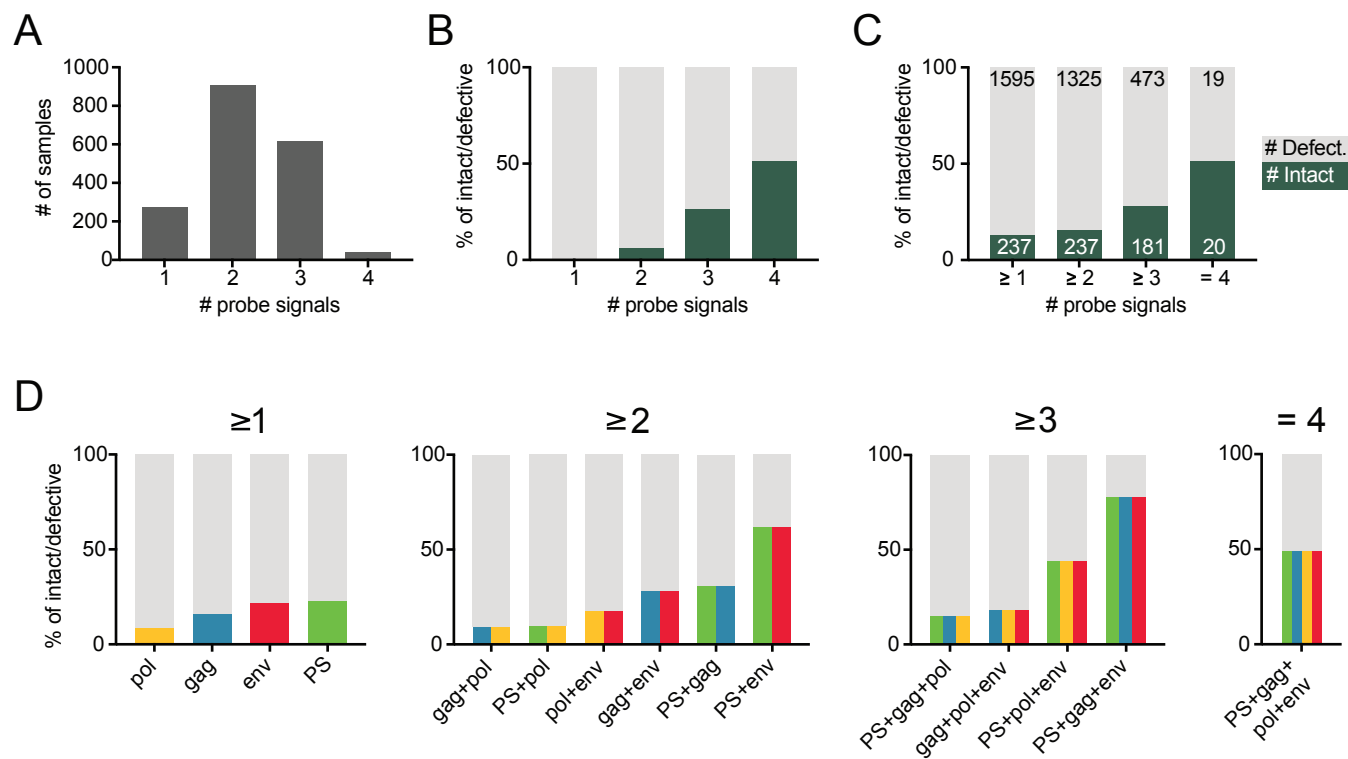 A
1000
800
600
400
200
0
# of samples
1 2 3 4
# probe signals
B
100
50
0
% of intact/defective
1 2 3 4
# probe signals
C
100
50
0
% of intact/defective
1595 1325 473 19
237 237 181 20
≥ 1 ≥ 2 ≥ 3 = 4
# probe signals
# Defect.
# Intact
D
≥1
100
50
0
% of intact/defective
pol gag env PS
≥2
100
50
0
gag+pol PS+pol pol+env gag+env PS+gag PS+env
≥3
100
50
0
PS+gag+pol gag+pol+env PS+pol+env PS+gag+env
= 4
100
50
0
PS+gag+
pol+env